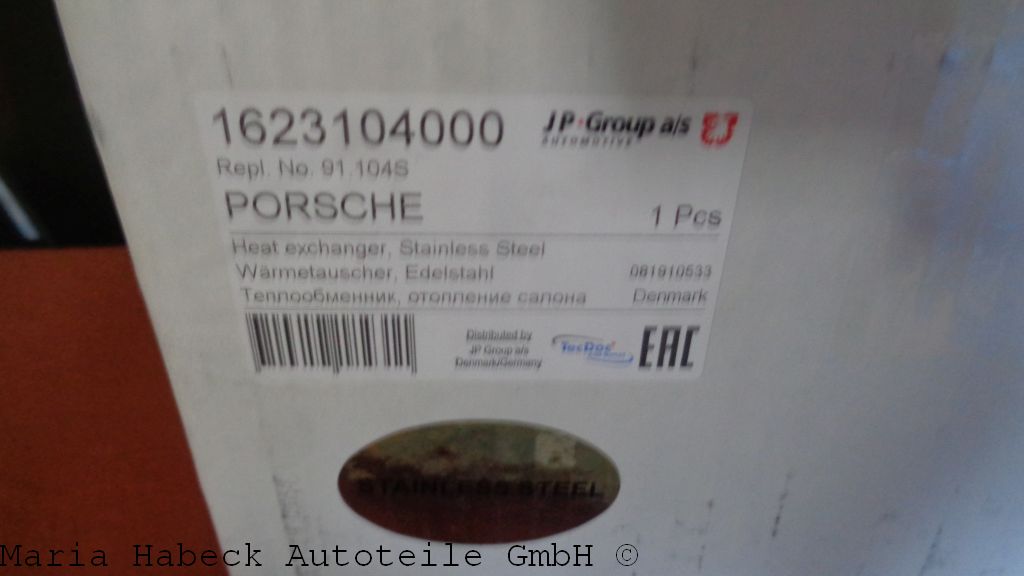 1623104000
JP Group a/s
AUTOMOTIVE
Repl. No. 91.104S
PORSCHE
1 Pcs
Heat exchanger, Stainless Steel
Wärmetauscher, Edelstahl
081910533
Теплообменник, отопление салона
Denmark
Distributed by
JP Group a/s
Denmark/Germany
TecDoc
EAC
STAINLESS STEEL
Maria Habeck Autoteile GmbH ©